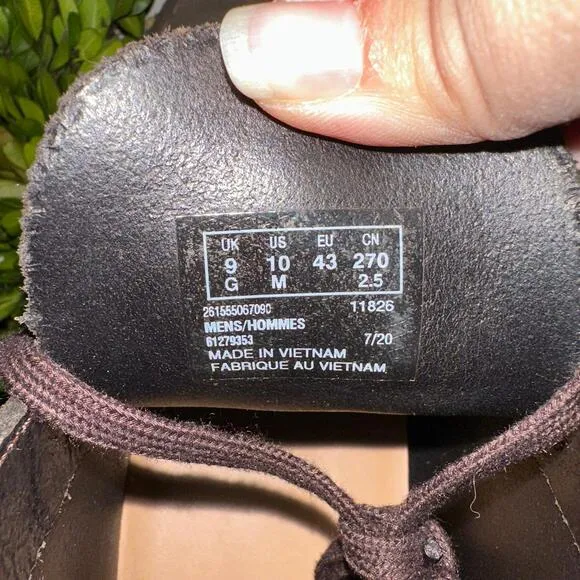 UK US EU CN
9 10 43 270
G M 2.5
261555067090 11826
MENS/HOMMES
61279353 7/20
MADE IN VIETNAM
FABRIQUE AU VIETNAM